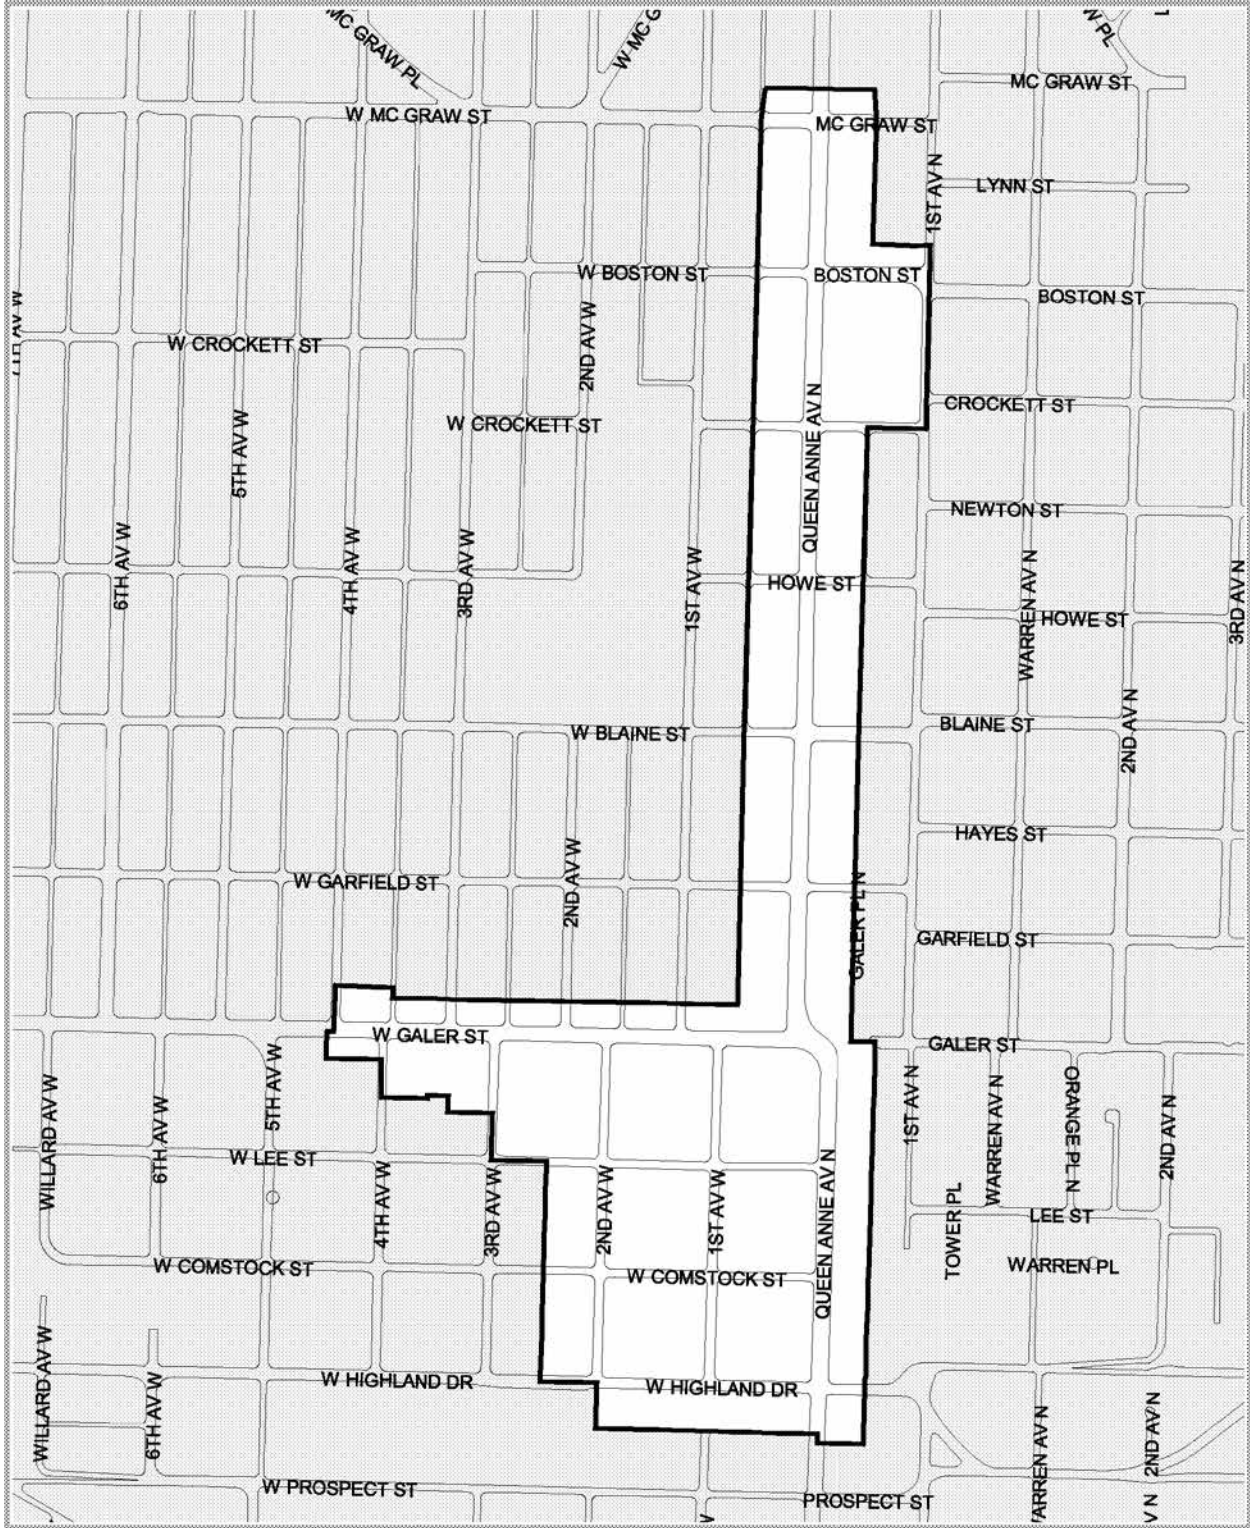 MC GRAW PL
W MC G
W PL
MC GRAW ST
W MC GRAW ST
MC GRAW ST
1ST AV N
LYNN ST
W BOSTON ST
BOSTON ST
BOSTON ST
W CROCKETT ST
2ND AV W
CROCKETT ST
W CROCKETT ST
5TH AV W
QUEEN ANNE AV N
NEWTON ST
6TH AV W
4TH AV W
3RD AV W
1ST AV W
HOWE ST
WARREN AV N
HOWE ST
3RD AV N
W BLAINE ST
BLAINE ST
2ND AV N
HAYES ST
2ND AV W
W GARFIELD ST
GALER PL N
GARFIELD ST
W GALER ST
GALER ST
WILLARD AV W
6TH AV W
5TH AV W
1ST AV N
WARREN AV N
ORANGE PL N
2ND AV N
W LEE ST
4TH AV W
3RD AV W
2ND AV W
1ST AV W
QUEEN ANNE AV N
TOWER PL
LEE ST
W COMSTOCK ST
W COMSTOCK ST
WARREN PL
WILLARD AV W
6TH AV W
W HIGHLAND DR
W HIGHLAND DR
ARREN AV N
2ND AV N
W PROSPECT ST
PROSPECT ST
V N